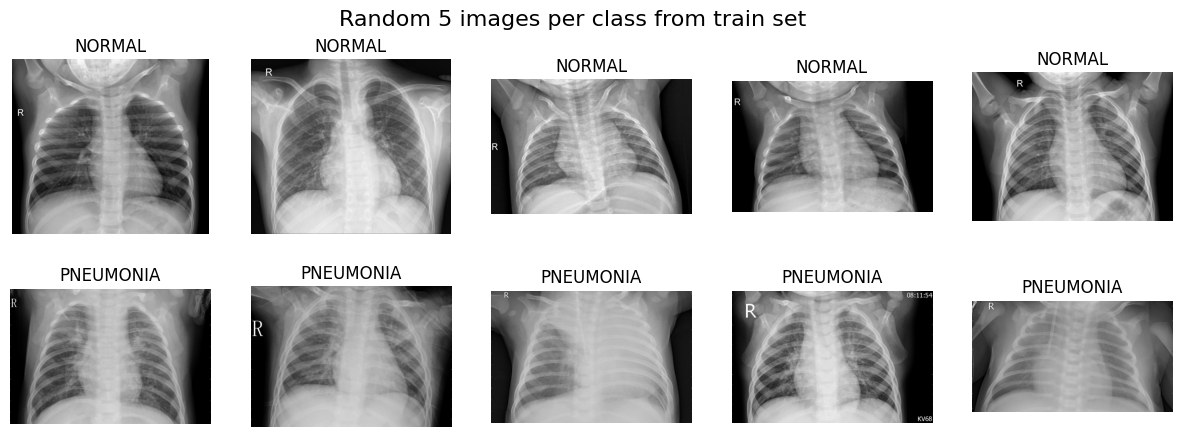 Random 5 images per class from train set
NORMAL
NORMAL
NORMAL
NORMAL
NORMAL
R
R
R
R
R
PNEUMONIA
PNEUMONIA
PNEUMONIA
PNEUMONIA
PNEUMONIA
R
R
R
R
08:11:54
KV68
R